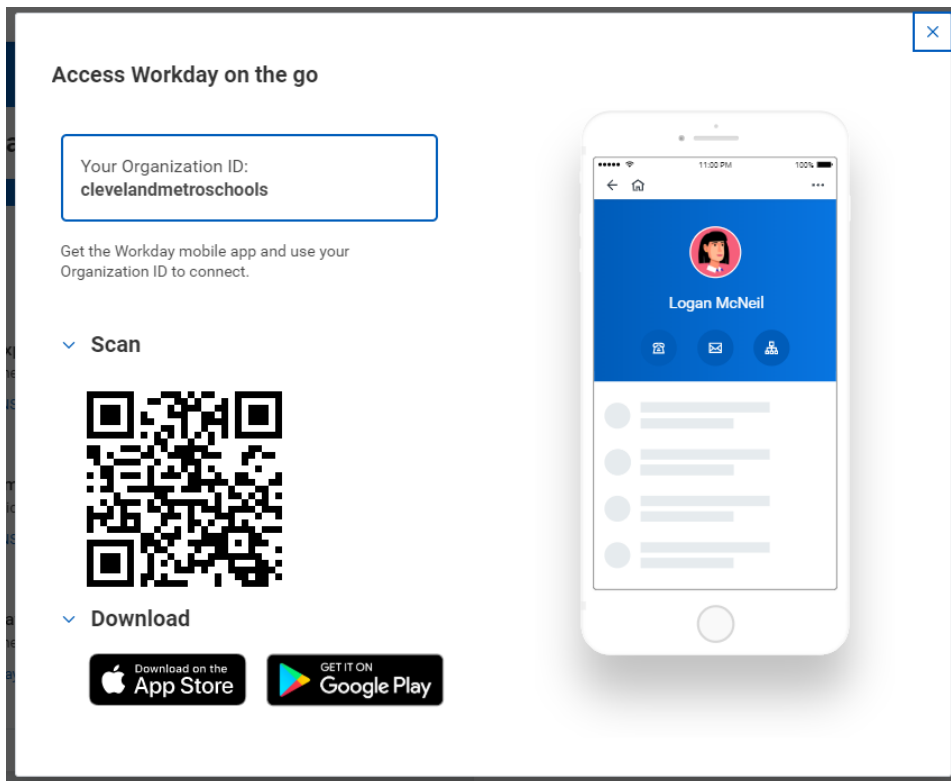 Access Workday on the go
Your Organization ID:
clevelandmetroschools
Get the Workday mobile app and use your
Organization ID to connect.
Scan
Download
Download on the
App Store
GET IT ON
Google Play
11:00 PM
100%
Logan McNeil